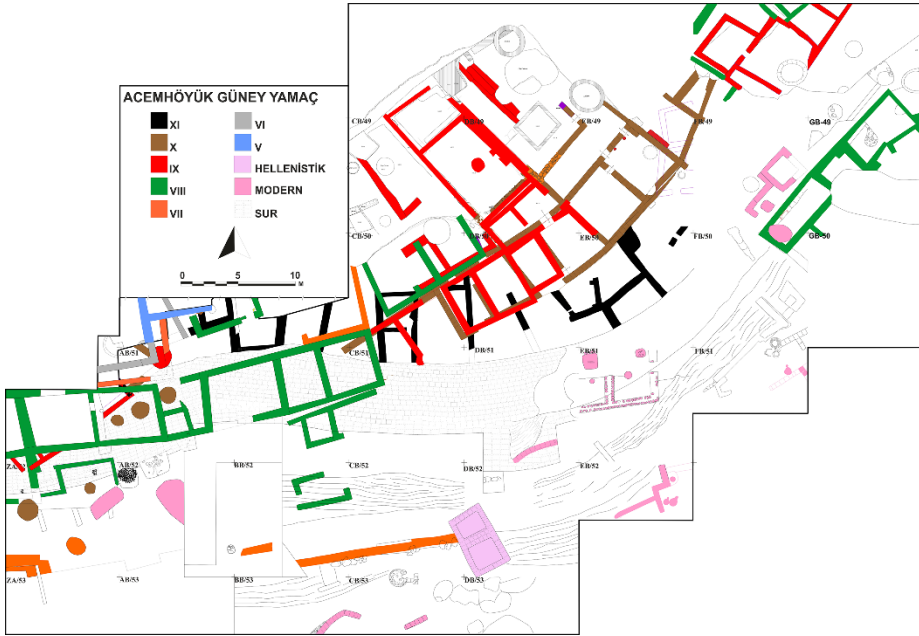 ACEMHÖYÜK GÜNEY YAMAÇ
XI
X
IX
VIII
VII
VI
V
HELLENİSTİK
MODERN
SUR
0 5 10
M
CB/49
EB/49
FB/49
GB-49
CB/50
DB/50
EB/50
FB/50
GB-50
AB/51
CB/51
DB/51
EB/51
FB/51
ZA/52
AB/52
BB/52
CB/52
DB/52
EB/52
ZA/53
AB/53
BB/53
CB/53
DB/53